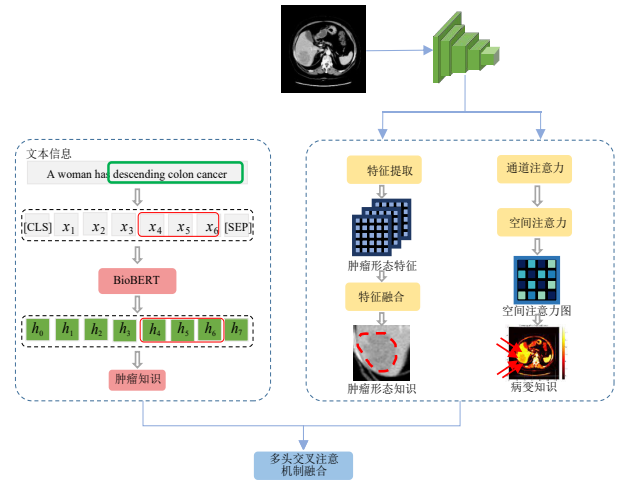 文本信息
A woman has descending colon cancer
[CLS] x1 x2 x3 x4 x5 x6 [SEP]
BioBERT
h0 h1 h2 h3 h4 h5 h6 h7
肿瘤知识
特征提取
肿瘤形态特征
特征融合
肿瘤形态知识
通道注意力
空间注意力
空间注意力图
病变知识
多头交叉注意
机制融合